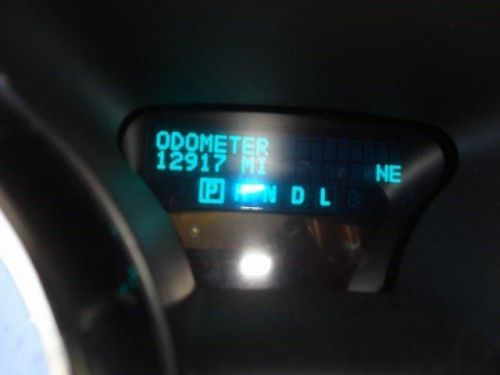 ODOMETER
12917 MI
NE
P R N D L